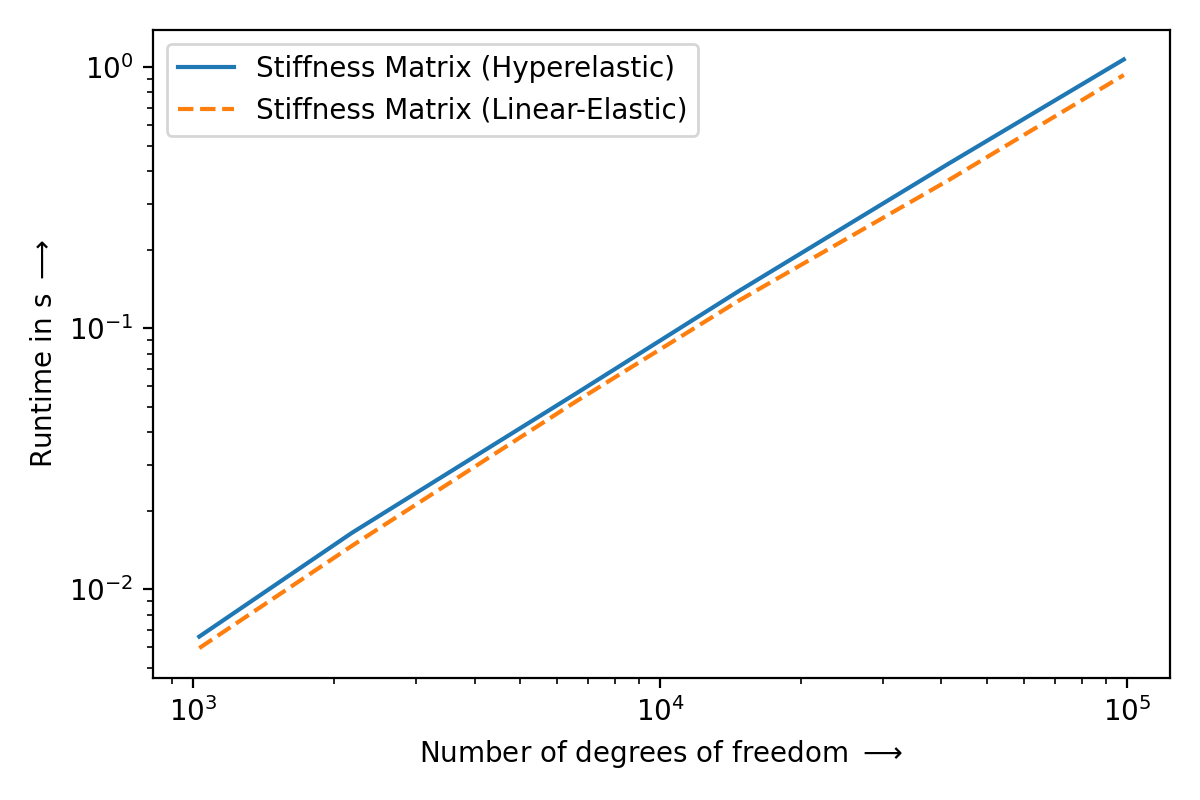 10⁰
10⁻¹
10⁻²
Runtime in s ⟶
Stiffness Matrix (Hyperelastic)
Stiffness Matrix (Linear-Elastic)
10³ 10⁴ 10⁵
Number of degrees of freedom ⟶